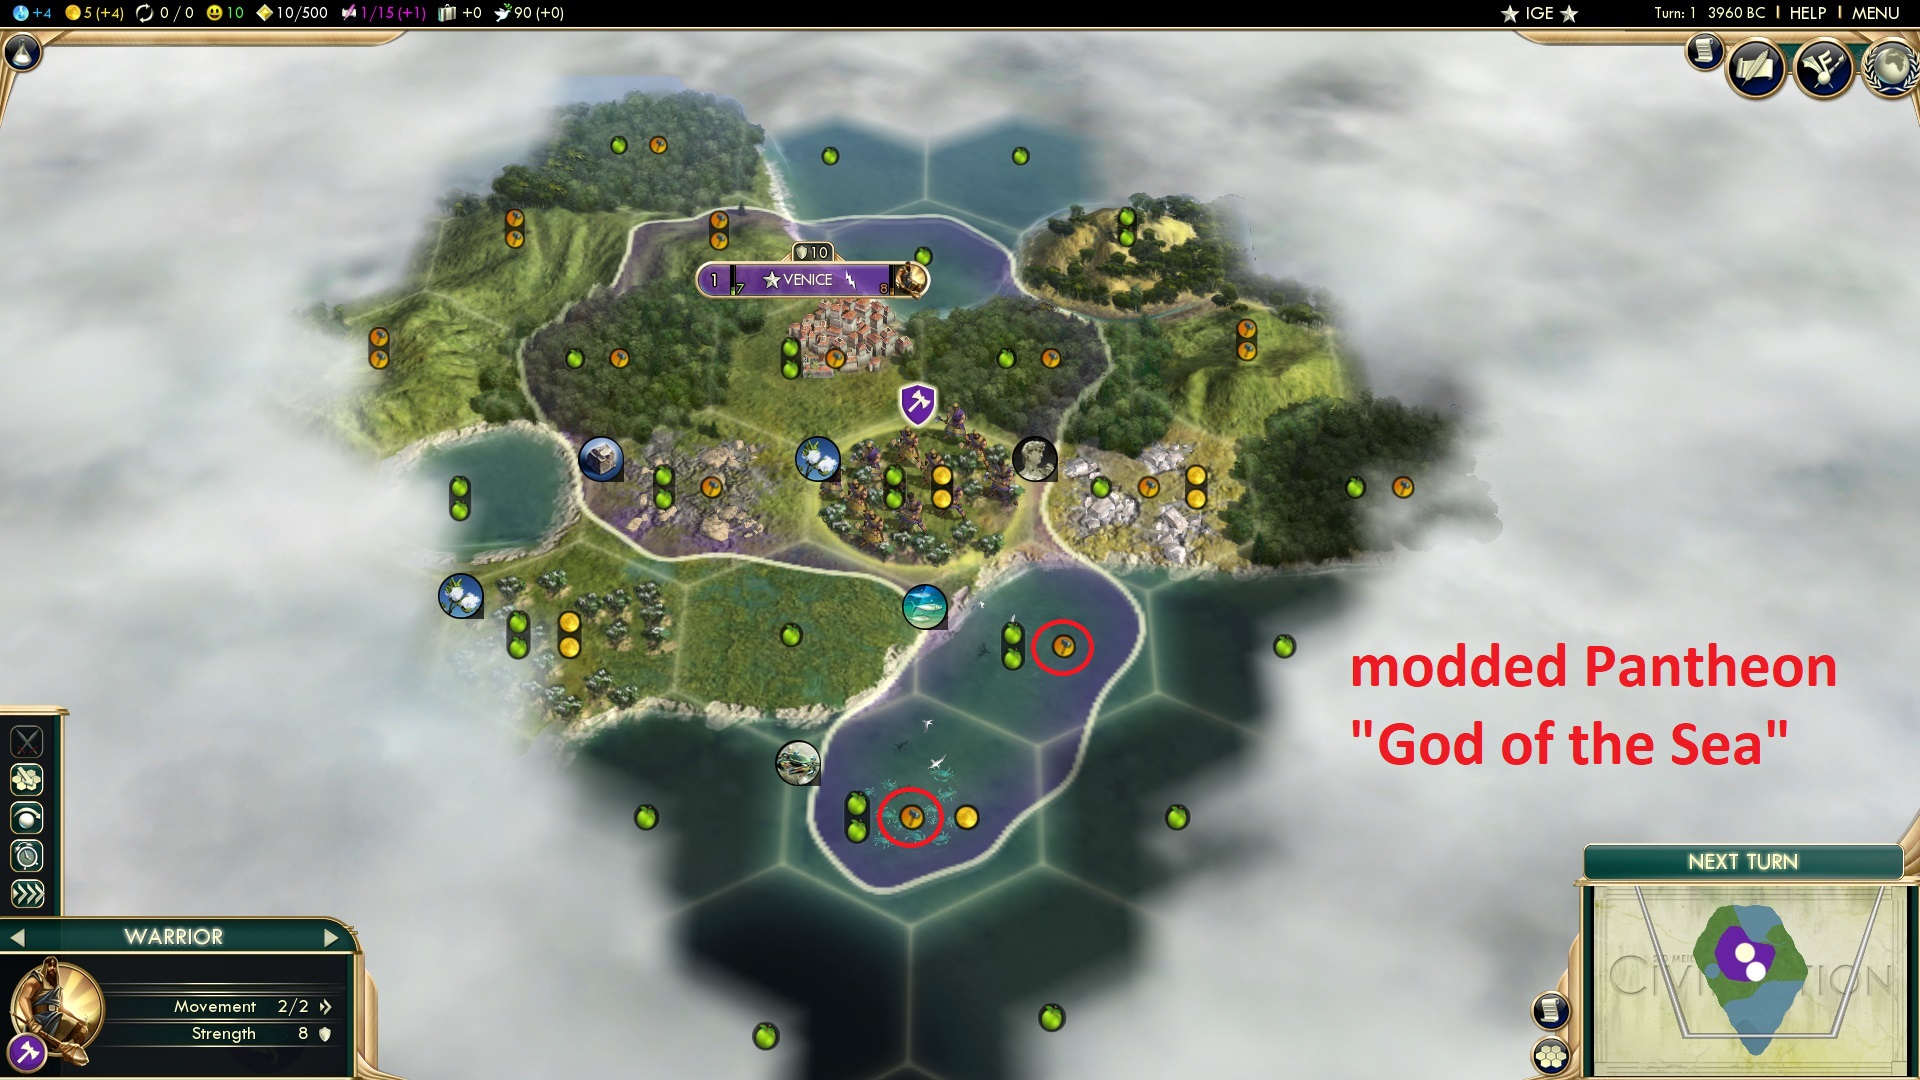 +4 5 (+4) 0 / 0 10 10/500 1/15 (+1) +0 90 (+0)
IGE
Turn: 1 3960 BC | HELP | MENU
10
1 7 VENICE 8
modded Pantheon
"God of the Sea"
NEXT TURN
WARRIOR
Movement 2/2
Strength 8